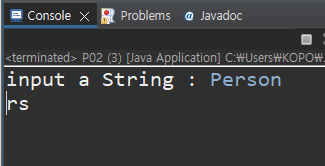 Console Problems @ Javadoc
<terminated> P02 (3) [Java Application] C:₩Users₩KOPO₩.
input a String : Person
rs